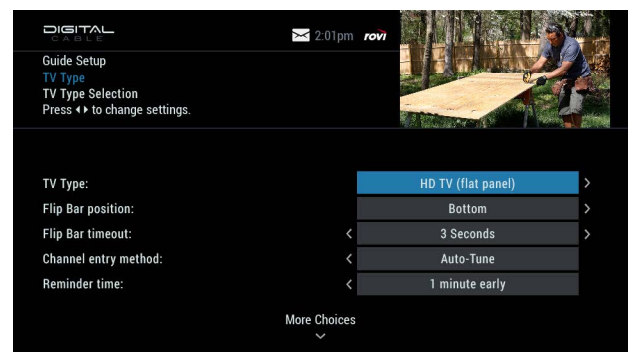 DIGITAL
CABLE
2:01pm rovi
Guide Setup
TV Type
TV Type Selection
Press ◂ ▸ to change settings.
TV Type: HD TV (flat panel) >
Flip Bar position: Bottom >
Flip Bar timeout: < 3 Seconds >
Channel entry method: < Auto-Tune
Reminder time: < 1 minute early
More Choices